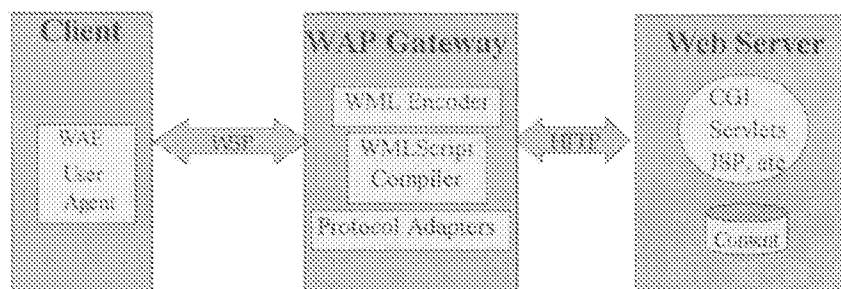 Client
WAP Gateway
Web Server
WAE
User
Agent
WSP
WML Encoder
WMLScript
Compiler
Protocol Adapters
HTTP
CGI
Servlets
JSP, etc
Content